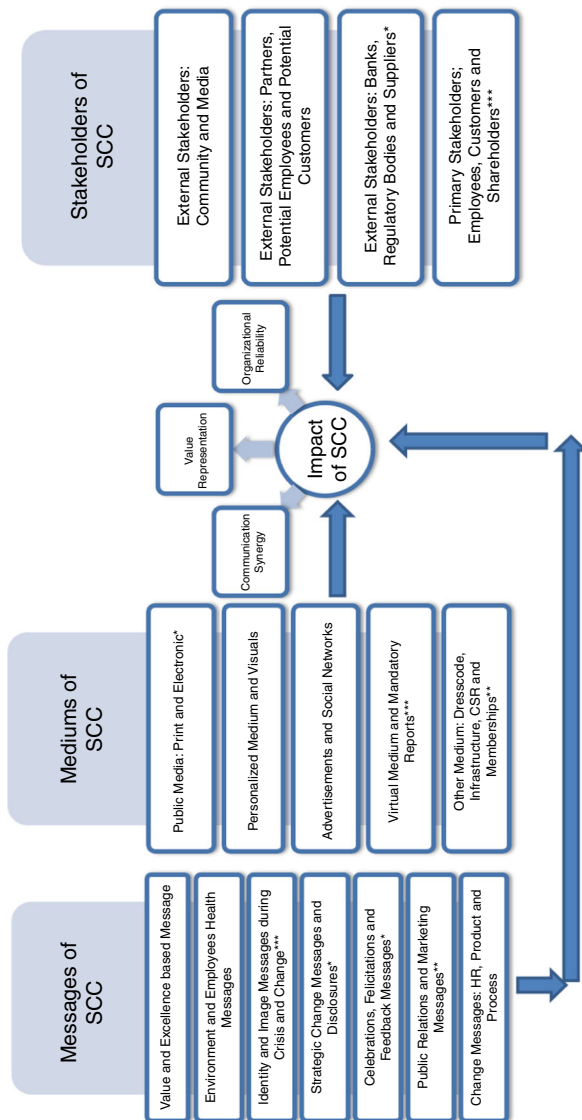 Messages of
SCC
Value and Excellence based Message
Environment and Employees Health
Messages
Identity and Image Messages during
Crisis and Change***
Strategic Change Messages and
Disclosures*
Celebrations, Felicitations and
Feedback Messages*
Public Relations and Marketing
Messages**
Change Messages: HR, Product and
Process
Mediums of
SCC
Public Media: Print and Electronic*
Personalized Medium and Visuals
Advertisements and Social Networks
Virtual Medium and Mandatory
Reports***
Other Medium: Dresscode,
Infrastructure, CSR and
Memberships**
Communication
Synergy
Value
Representation
Organizational
Reliability
Impact
of SCC
Stakeholders of
SCC
External Stakeholders:
Community and Media
External Stakeholders: Partners,
Potential Employees and Potential
Customers
External Stakeholders: Banks,
Regulatory Bodies and Suppliers*
Primary Stakeholders;
Employees, Customers and
Shareholders***